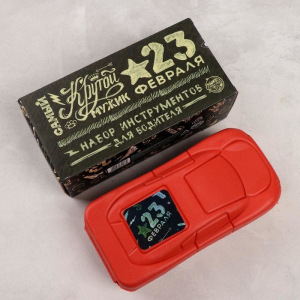 САМЫЙ
Крутой
МУЖИК
★23
ФЕВРАЛЯ
НАБОР ИНСТРУМЕНТОВ
ДЛЯ ВОДИТЕЛЯ
★23
ФЕВРАЛЯ